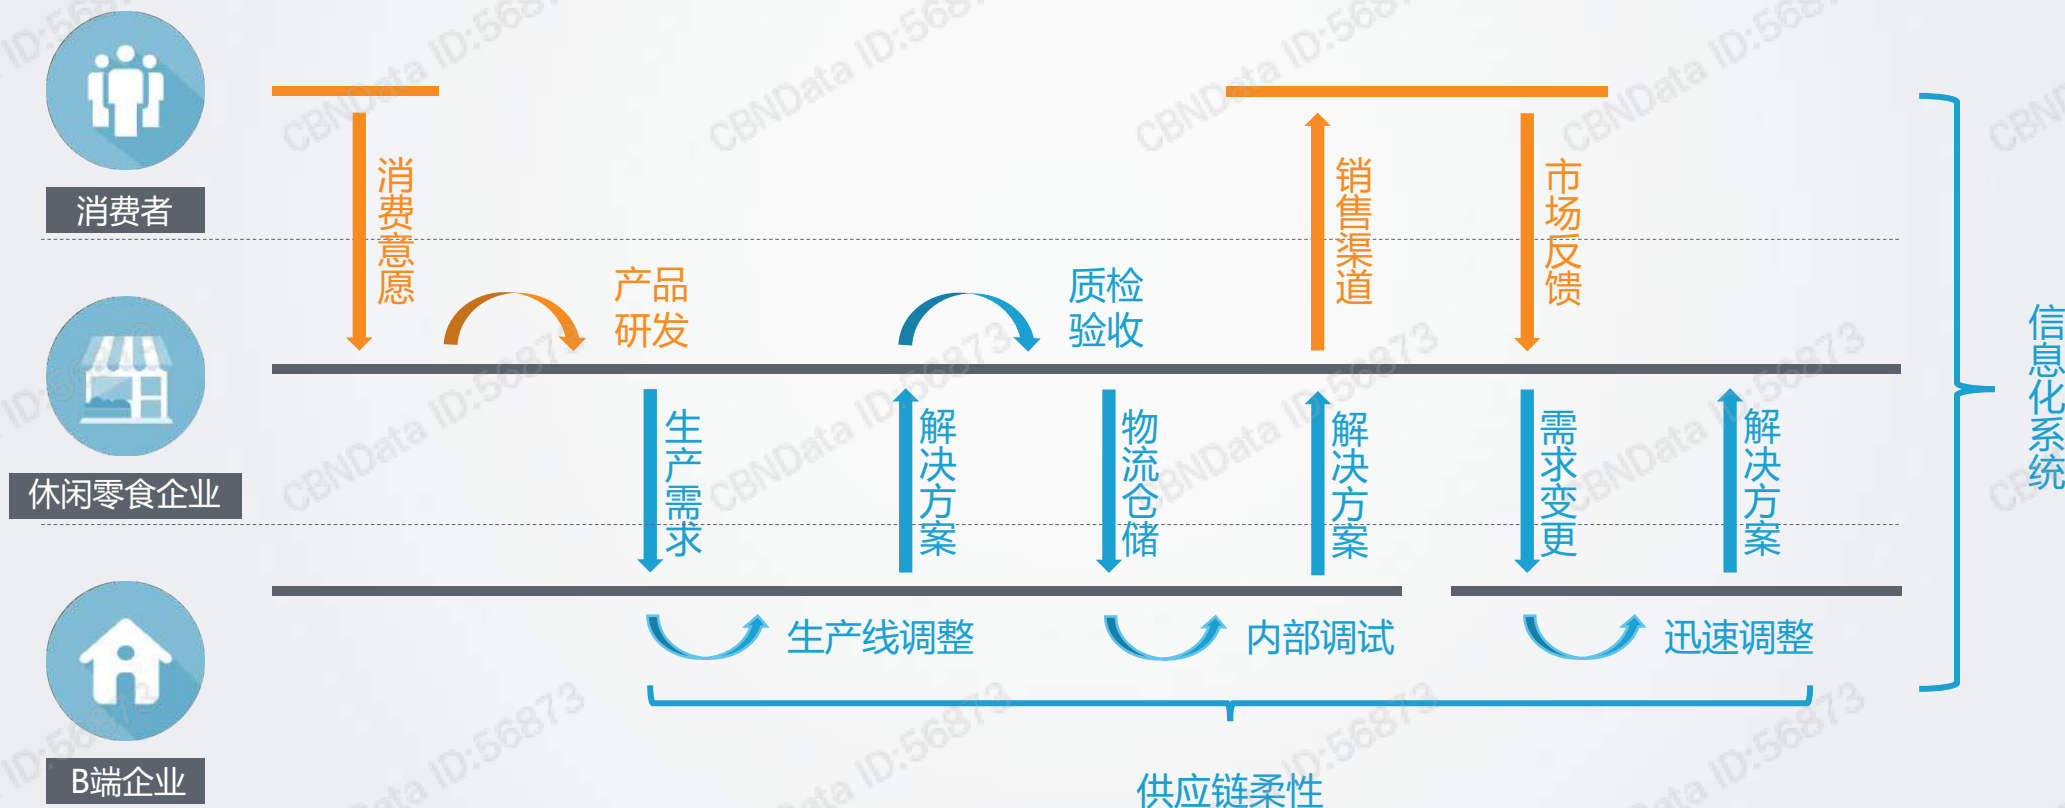 消费者
消费意愿
销售渠道
市场反馈
产品
研发
质检
验收
休闲零食企业
生产需求
解决方案
物流仓储
解决方案
需求变更
解决方案
信息化系统
生产线调整
内部调试
迅速调整
B端企业
供应链柔性
CBNData ID:56873